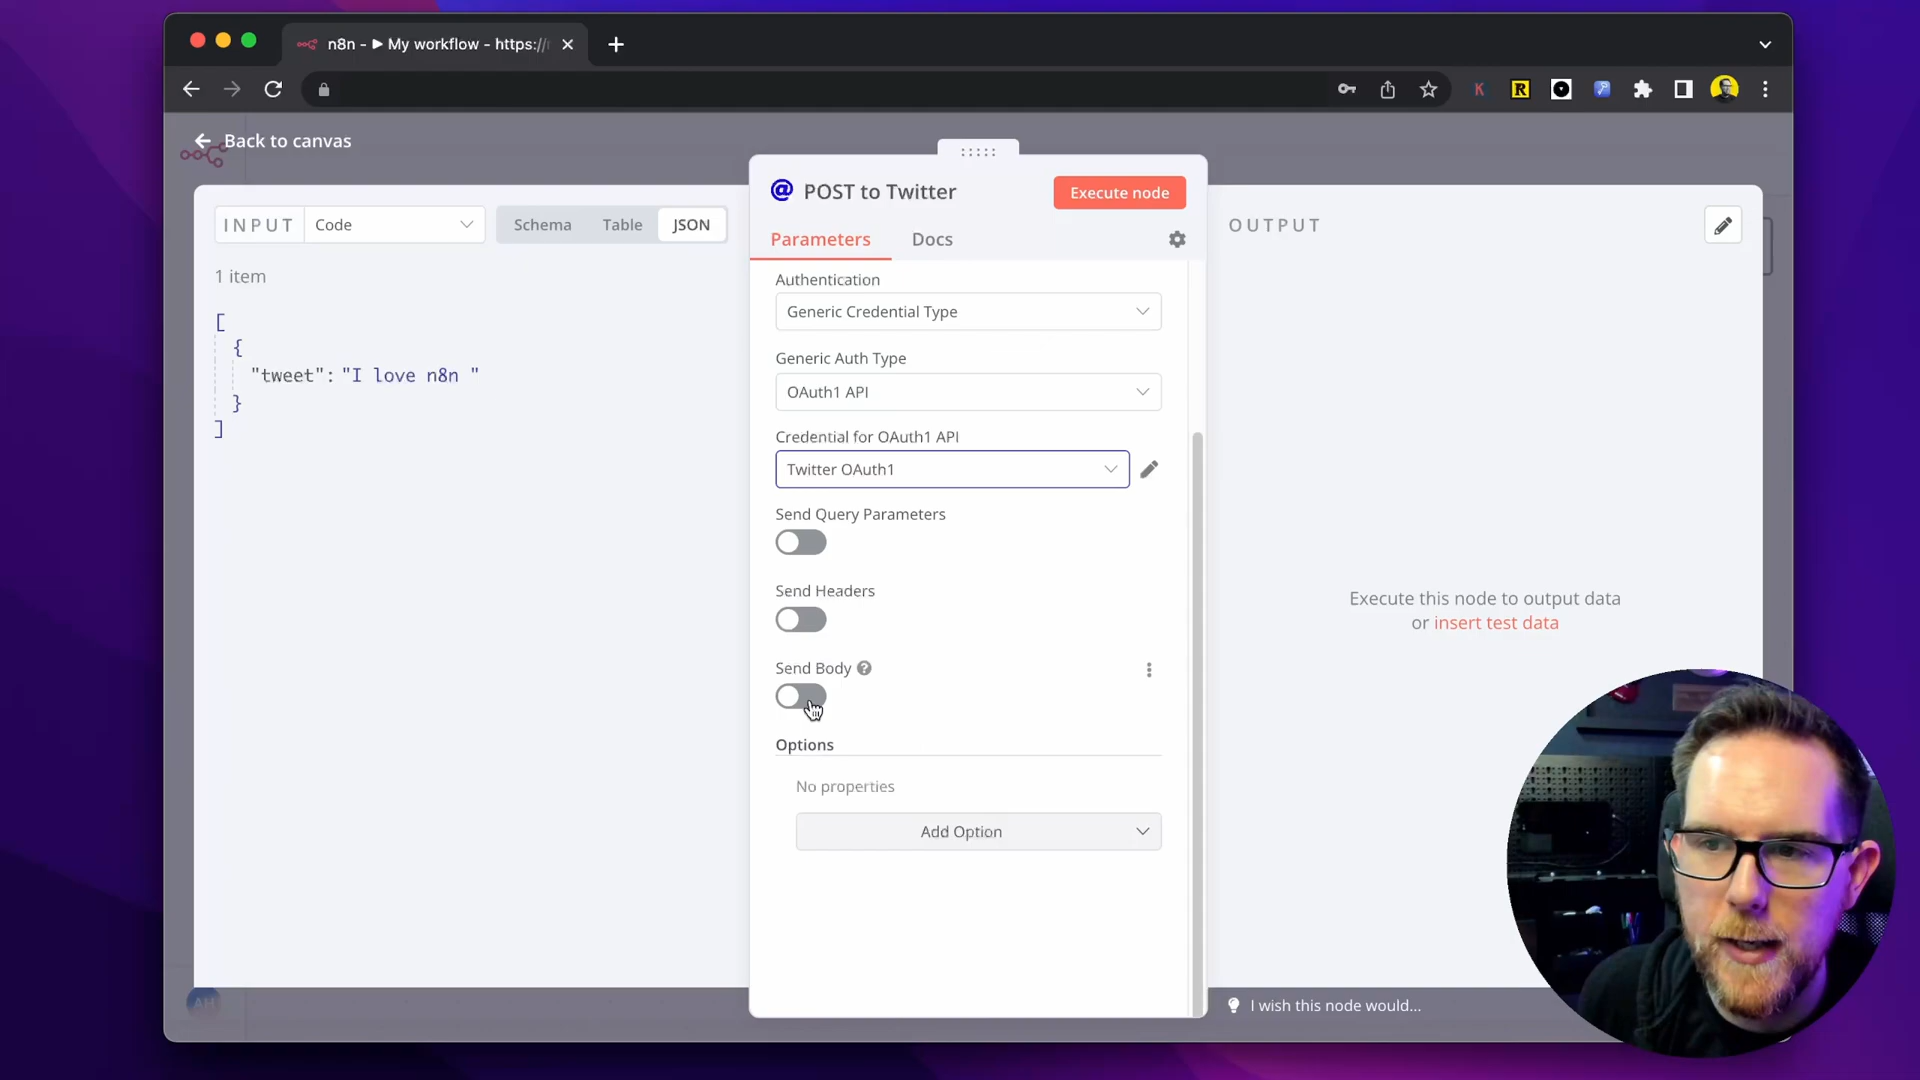 n8n - ▶ My workflow - https://
Back to canvas
INPUT
Code
Schema
Table
JSON
1 item
[
{
"tweet": "I love n8n "
}
]
@ POST to Twitter
Execute node
Parameters
Docs
Authentication
Generic Credential Type
Generic Auth Type
OAuth1 API
Credential for OAuth1 API
Twitter OAuth1
Send Query Parameters
Send Headers
Send Body
Options
No properties
Add Option
OUTPUT
Execute this node to output data
or insert test data
I wish this node would...
AH
K
R